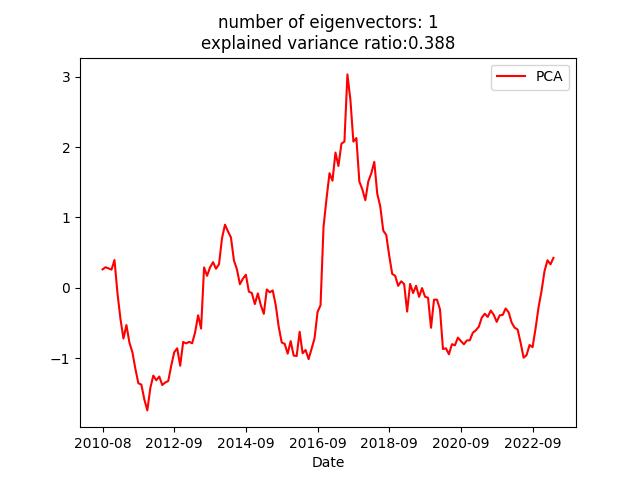 number of eigenvectors: 1
explained variance ratio:0.388
PCA
3
2
1
0
−1
2010-08 2012-09 2014-09 2016-09 2018-09 2020-09 2022-09
Date